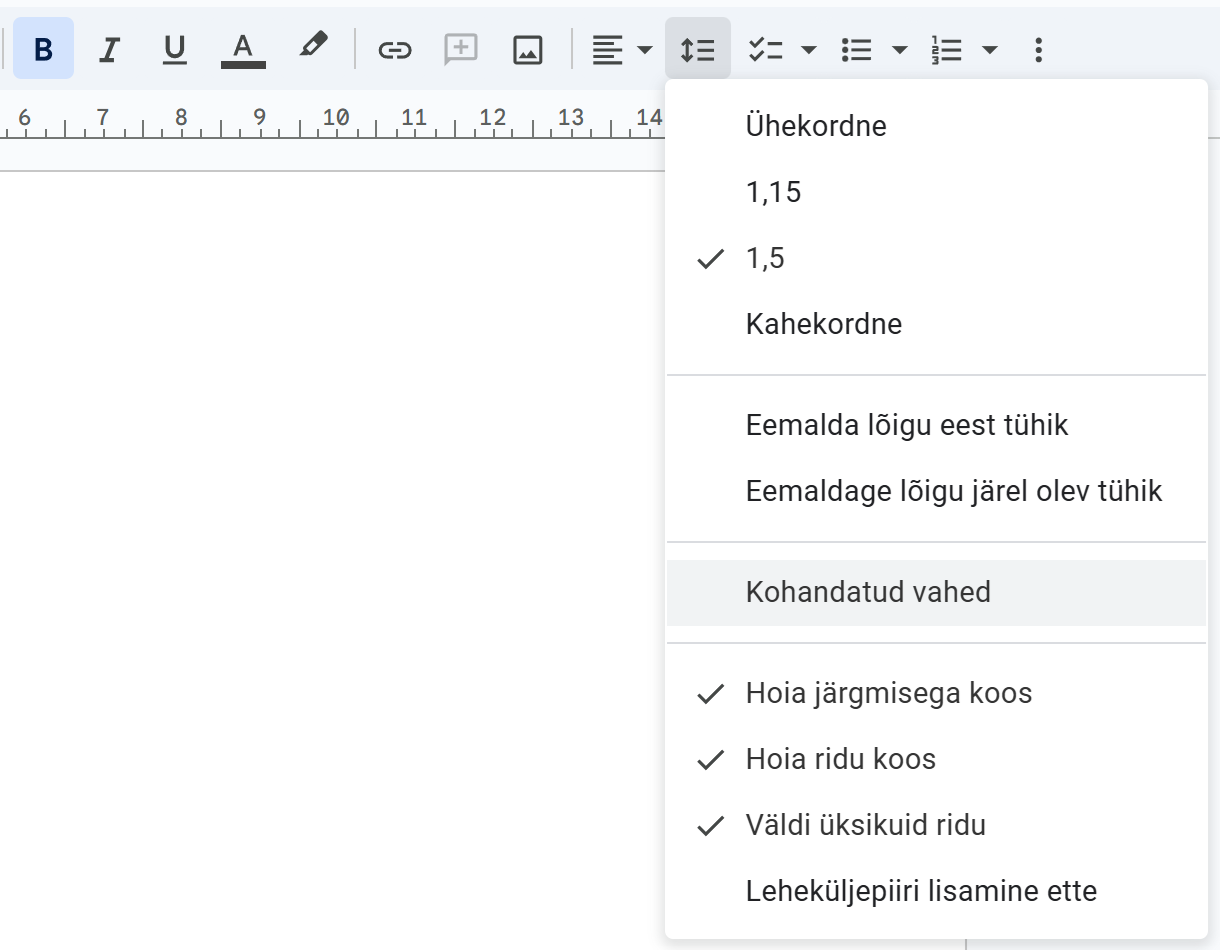 B I U A
6 7 8 9 10 11 12 13 14
Ühekordne
1,15
1,5
Kahekordne
Eemalda lõigu eest tühik
Eemaldage lõigu järel olev tühik
Kohandatud vahed
Hoia järgmisega koos
Hoia ridu koos
Väldi üksikuid ridu
Leheküljepiiri lisamine ette